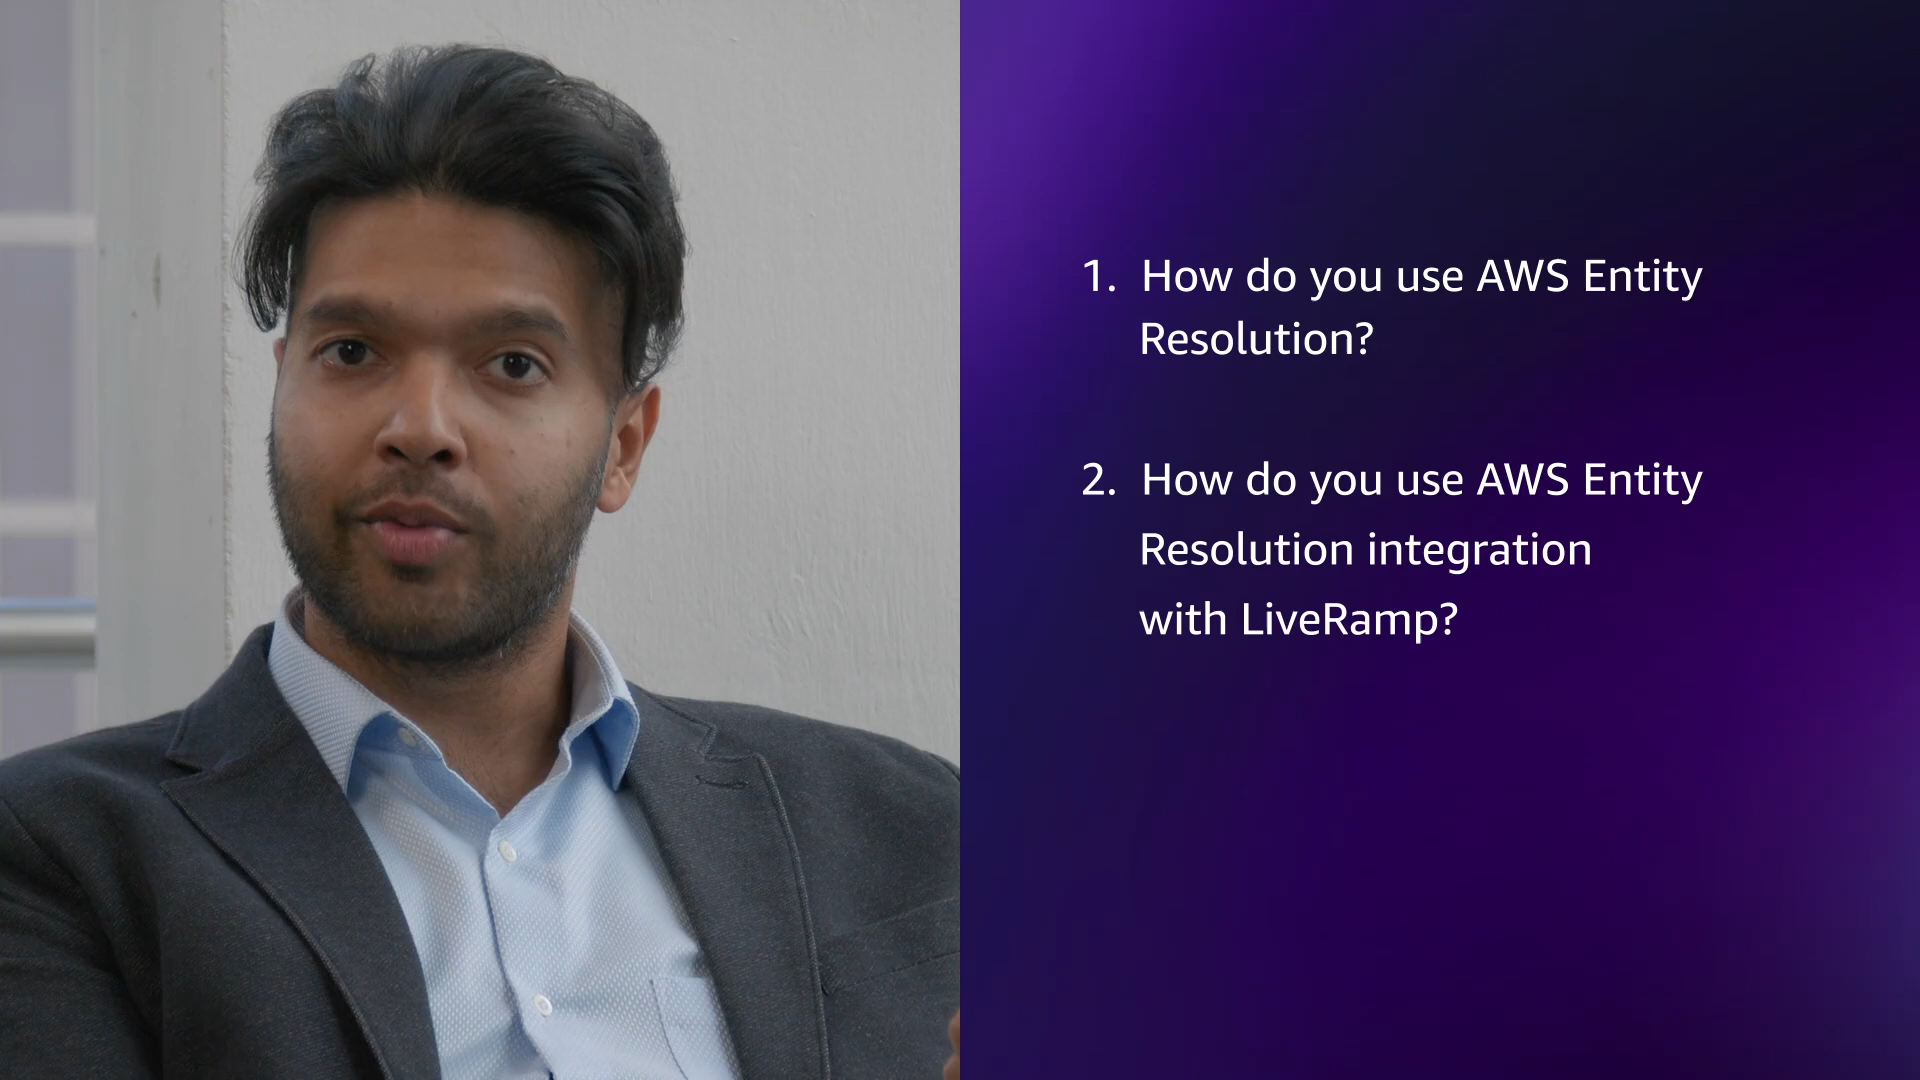 1. How do you use AWS Entity
Resolution?
2. How do you use AWS Entity
Resolution integration
with LiveRamp?